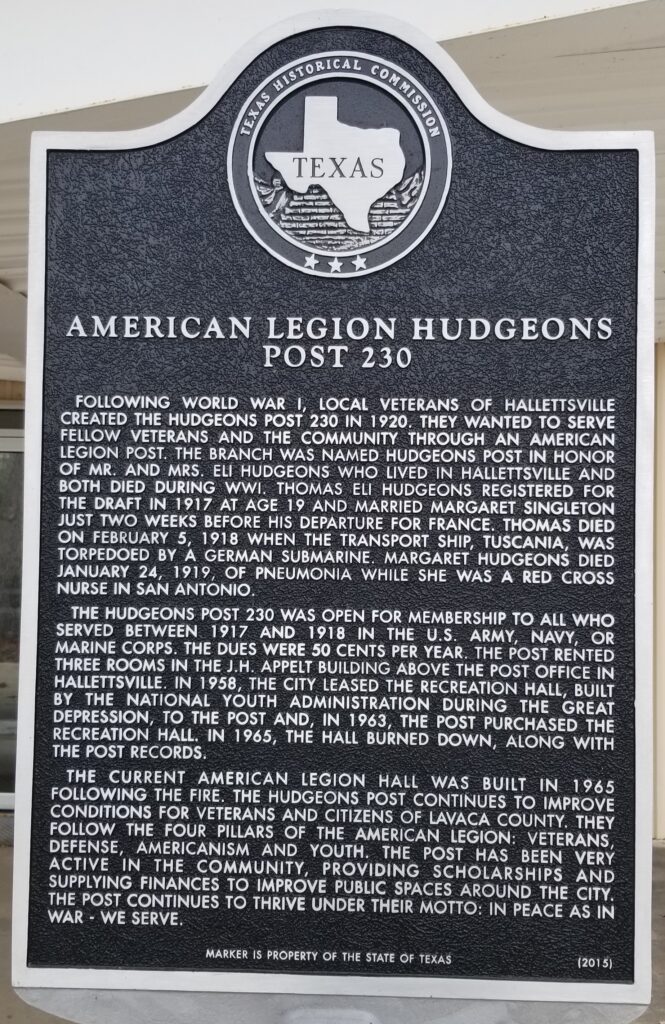 TEXAS HISTORICAL COMMISSION
TEXAS
AMERICAN LEGION HUDGEONS
POST 230
FOLLOWING WORLD WAR I, LOCAL VETERANS OF HALLETTSVILLE
CREATED THE HUDGEONS POST 230 IN 1920. THEY WANTED TO SERVE
FELLOW VETERANS AND THE COMMUNITY THROUGH AN AMERICAN
LEGION POST. THE BRANCH WAS NAMED HUDGEONS POST IN HONOR
OF MR. AND MRS. ELI HUDGEONS WHO LIVED IN HALLETTSVILLE AND
BOTH DIED DURING WWI. THOMAS ELI HUDGEONS REGISTERED FOR
THE DRAFT IN 1917 AT AGE 19 AND MARRIED MARGARET SINGLETON
JUST TWO WEEKS BEFORE HIS DEPARTURE FOR FRANCE. THOMAS DIED
ON FEBRUARY 5, 1918 WHEN THE TRANSPORT SHIP, TUSCANIA, WAS
TORPEDOED BY A GERMAN SUBMARINE. MARGARET HUDGEONS DIED
JANUARY 24, 1919, OF PNEUMONIA WHILE SHE WAS A RED CROSS
NURSE IN SAN ANTONIO.
THE HUDGEONS POST 230 WAS OPEN FOR MEMBERSHIP TO ALL WHO
SERVED BETWEEN 1917 AND 1918 IN THE U.S. ARMY, NAVY, OR
MARINE CORPS. THE DUES WERE 50 CENTS PER YEAR. THE POST RENTED
THREE ROOMS IN THE J.H. APPELT BUILDING ABOVE THE POST OFFICE IN
HALLETTSVILLE. IN 1958, THE CITY LEASED THE RECREATION HALL, BUILT
BY THE NATIONAL YOUTH ADMINISTRATION DURING THE GREAT
DEPRESSION, TO THE POST AND, IN 1963, THE POST PURCHASED THE
RECREATION HALL. IN 1965, THE HALL BURNED DOWN, ALONG WITH
THE POST RECORDS.
THE CURRENT AMERICAN LEGION HALL WAS BUILT IN 1965
FOLLOWING THE FIRE. THE HUDGEONS POST CONTINUES TO IMPROVE
CONDITIONS FOR VETERANS AND CITIZENS OF LAVACA COUNTY. THEY
FOLLOW THE FOUR PILLARS OF THE AMERICAN LEGION: VETERANS,
DEFENSE, AMERICANISM AND YOUTH. THE POST HAS BEEN VERY
ACTIVE IN THE COMMUNITY, PROVIDING SCHOLARSHIPS AND
SUPPLYING FINANCES TO IMPROVE PUBLIC SPACES AROUND THE CITY.
THE POST CONTINUES TO THRIVE UNDER THEIR MOTTO: IN PEACE AS IN
WAR - WE SERVE.
MARKER IS PROPERTY OF THE STATE OF TEXAS (2015)